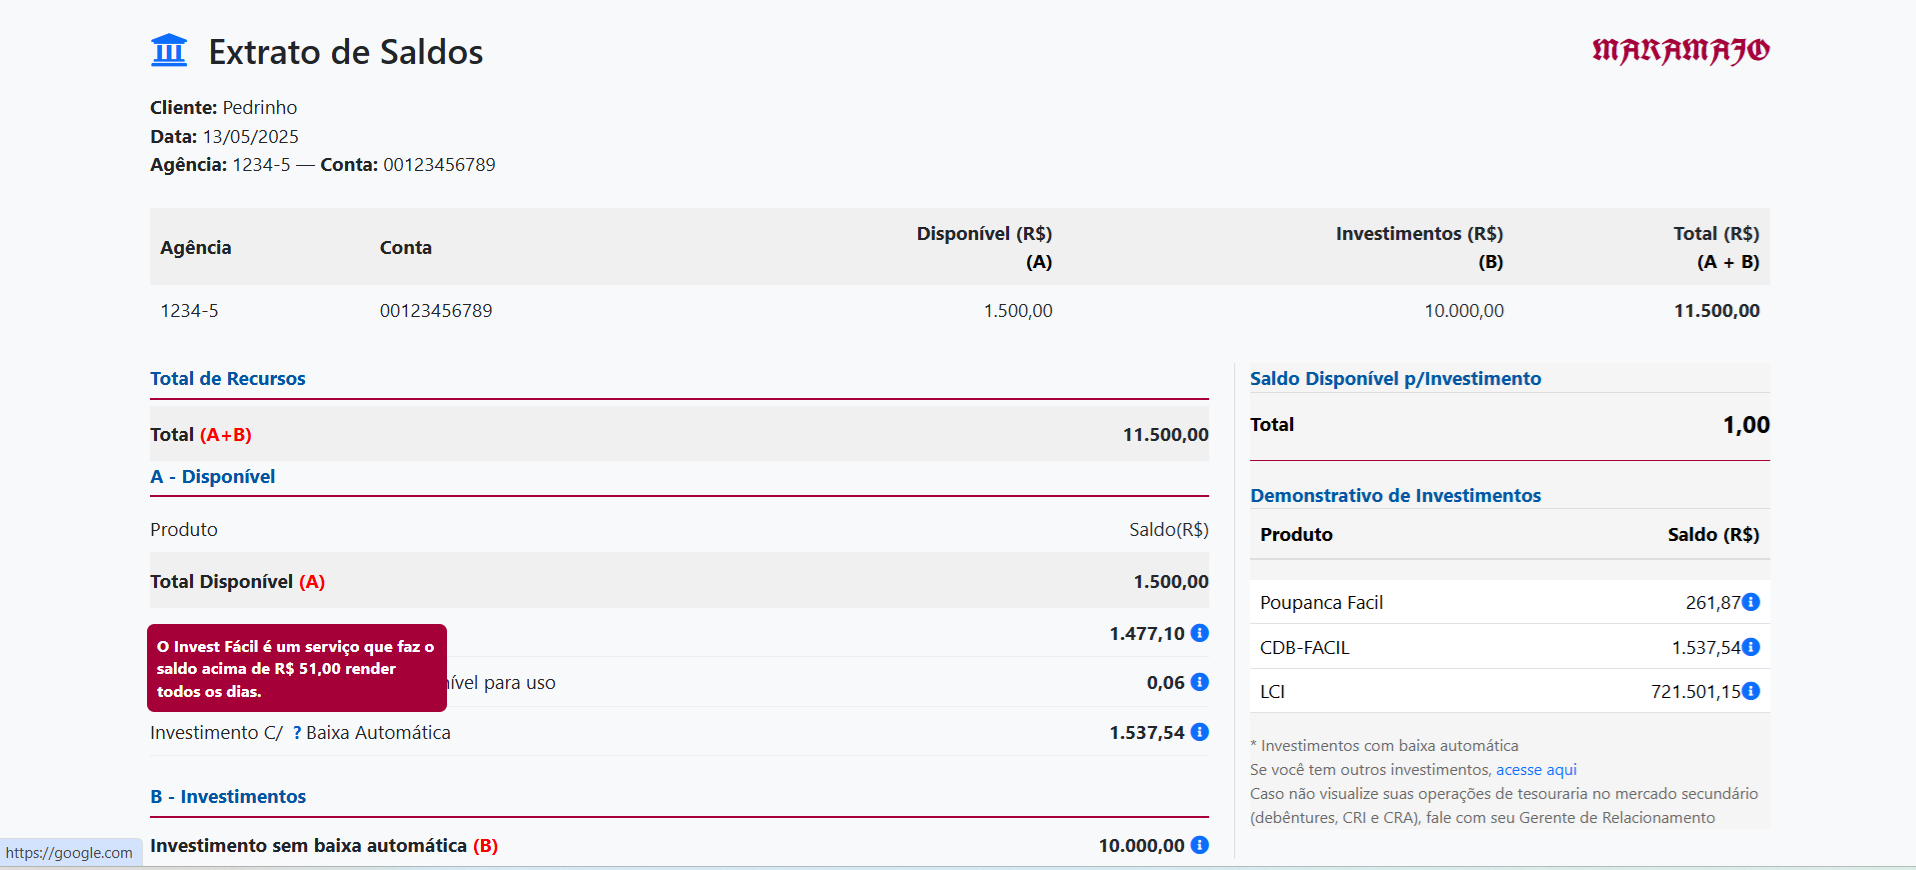 Extrato de Saldos
MARAMAJO
Cliente: Pedrinho
Data: 13/05/2025
Agência: 1234-5 — Conta: 00123456789
Agência Conta Disponível (R$) (A) Investimentos (R$) (B) Total (R$) (A + B)
1234-5 00123456789 1.500,00 10.000,00 11.500,00
Total de Recursos
Total (A+B) 11.500,00
A - Disponível
Produto Saldo(R$)
Total Disponível (A) 1.500,00
1.477,10
O Invest Fácil é um serviço que faz o
saldo acima de R$ 51,00 render
todos os dias.
para uso 0,06
Investimento C/ ? Baixa Automática 1.537,54
B - Investimentos
Investimento sem baixa automática (B) 10.000,00
Saldo Disponível p/Investimento
Total 1,00
Demonstrativo de Investimentos
Produto Saldo (R$)
Poupanca Facil 261,87
CDB-FACIL 1.537,54
LCI 721.501,15
* Investimentos com baixa automática
Se você tem outros investimentos, acesse aqui
Caso não visualize suas operações de tesouraria no mercado secundário
(debêntures, CRI e CRA), fale com seu Gerente de Relacionamento
https://google.com